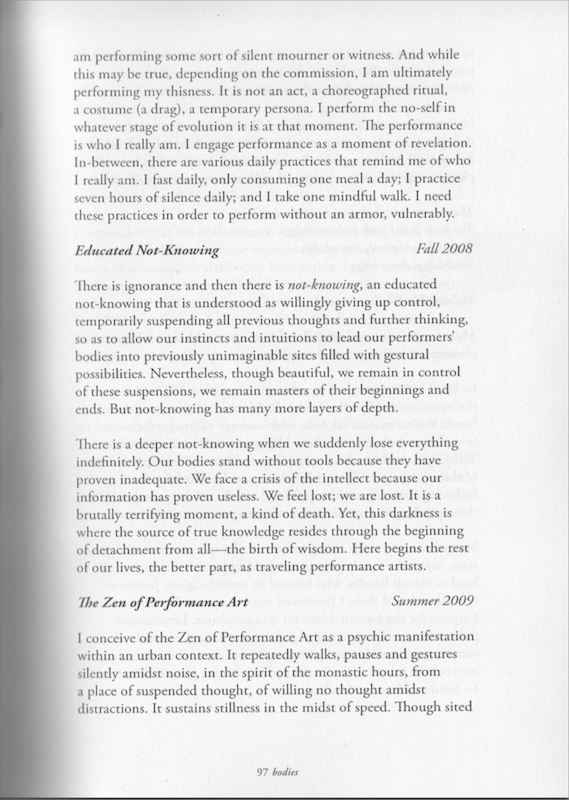 am performing some sort of silent mourner or witness. And while
this may be true, depending on the commission, I am ultimately
performing my thisness. It is not an act, a choreographed ritual,
a costume (a drag), a temporary persona. I perform the no-self in
whatever stage of evolution it is at that moment. The performance
is who I really am. I engage performance as a moment of revelation.
In-between, there are various daily practices that remind me of who
I really am. I fast daily, only consuming one meal a day; I practice
seven hours of silence daily; and I take one mindful walk. I need
these practices in order to perform without an armor, vulnerably.
Educated Not-Knowing Fall 2008
There is ignorance and then there is not-knowing, an educated
not-knowing that is understood as willingly giving up control,
temporarily suspending all previous thoughts and further thinking,
so as to allow our instincts and intuitions to lead our performers’
bodies into previously unimaginable sites filled with gestural
possibilities. Nevertheless, though beautiful, we remain in control
of these suspensions, we remain masters of their beginnings and
ends. But not-knowing has many more layers of depth.
There is a deeper not-knowing when we suddenly lose everything
indefinitely. Our bodies stand without tools because they have
proven inadequate. We face a crisis of the intellect because our
information has proven useless. We feel lost; we are lost. It is a
brutally terrifying moment, a kind of death. Yet, this darkness is
where the source of true knowledge resides through the beginning
of detachment from all—the birth of wisdom. Here begins the rest
of our lives, the better part, as traveling performance artists.
The Zen of Performance Art Summer 2009
I conceive of the Zen of Performance Art as a psychic manifestation
within an urban context. It repeatedly walks, pauses and gestures
silently amidst noise, in the spirit of the monastic hours, from
a place of suspended thought, of willing no thought amidst
distractions. It sustains stillness in the midst of speed. Though sited
97 bodies